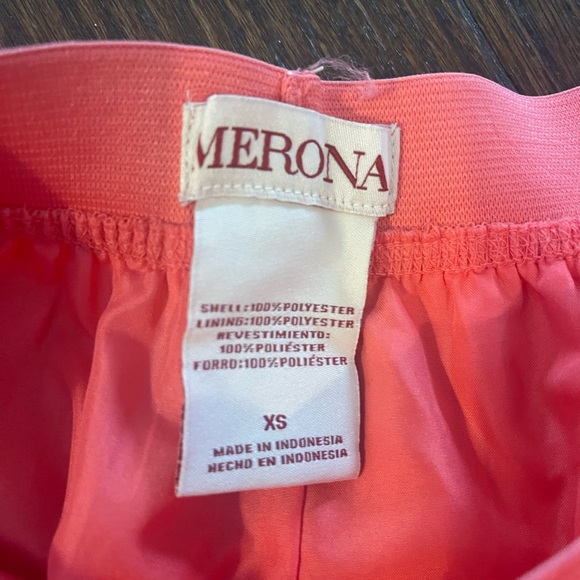 MERONA
SHELL:100%POLYESTER
LINING:100%POLYESTER
REVESTIMIENTO:
100%POLIÉSTER
FORRO:100%POLIÉSTER
XS
MADE IN INDONESIA
HECHO EN INDONESIA